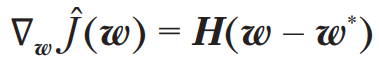 ∇_w Ĵ(w) = H(w − w*)